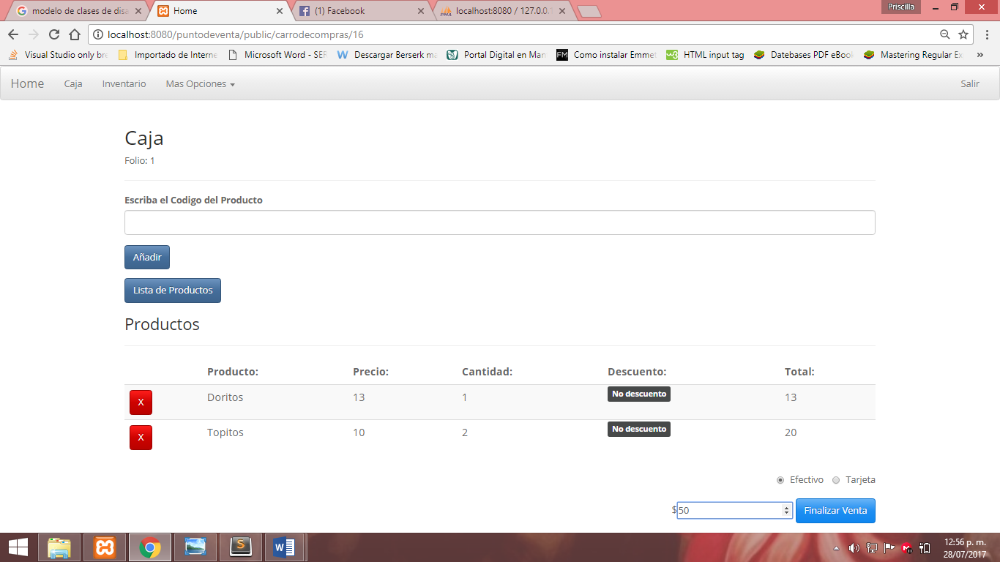 modelo de clases de disa
Home
(1) Facebook
localhost:8080 / 127.0.0.1
Priscilla
localhost:8080/puntodeventa/public/carrodecompras/16
Visual Studio only bre
Importado de Interne
Microsoft Word - SEP
Descargar Berserk ma
Portal Digital en Man
Como instalar Emmet
HTML input tag
Datebases PDF eBook
Mastering Regular Ex
Home Caja Inventario Mas Opciones Salir
Caja
Folio: 1
Escriba el Codigo del Producto
Añadir
Lista de Productos
Productos
Producto: Precio: Cantidad: Descuento: Total:
X Doritos 13 1 No descuento 13
X Topitos 10 2 No descuento 20
Efectivo Tarjeta
$50 Finalizar Venta
12:56 p. m.
28/07/2017